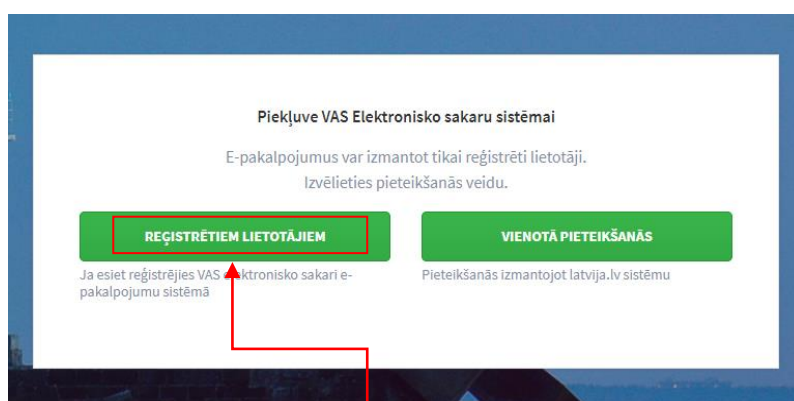 Piekļuve VAS Elektronisko sakaru sistēmai
E-pakalpojumus var izmantot tikai reģistrēti lietotāji.
Izvēlieties pieteikšanās veidu.
REĢISTRĒTIEM LIETOTĀJIEM
VIENOTĀ PIETEIKŠANĀS
Ja esiet reģistrējies VAS elektronisko sakari e-
pakalpojumu sistēmā
Pieteikšanās izmantojot latvija.lv sistēmu